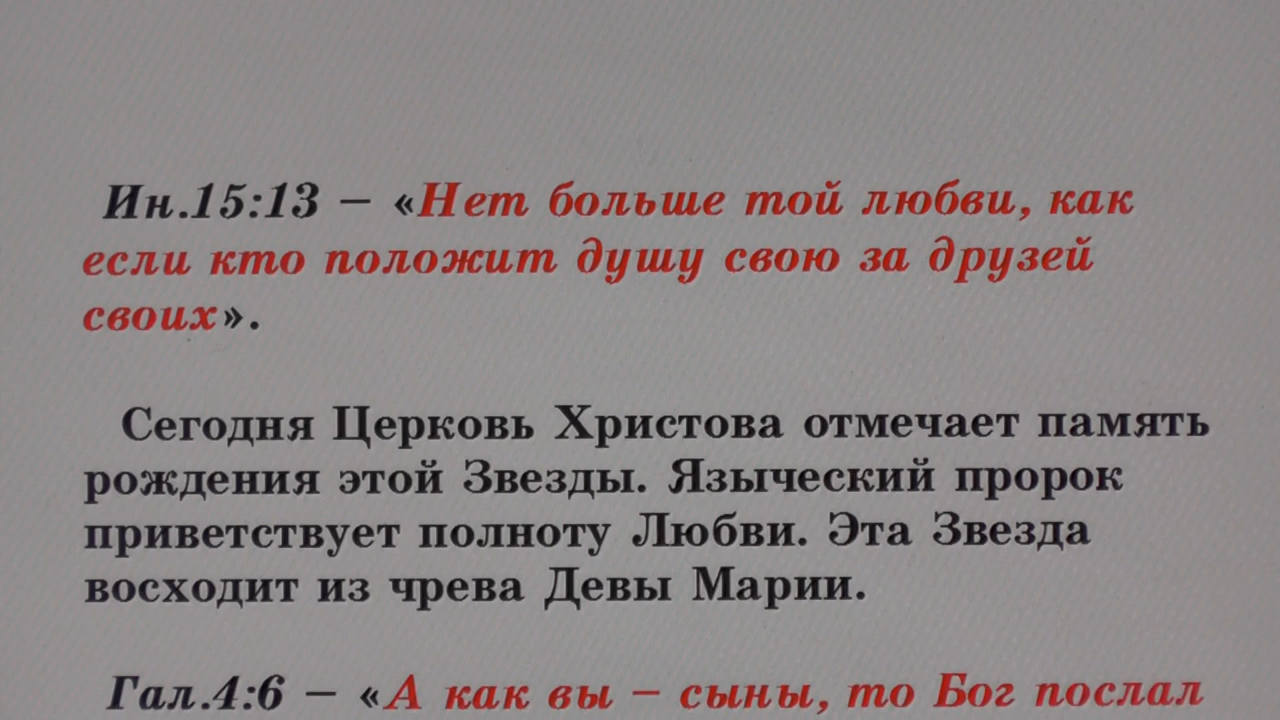 Ин.15:13 – «Нет больше той любви, как
если кто положит душу свою за друзей
своих».
Сегодня Церковь Христова отмечает память
рождения этой Звезды. Языческий пророк
приветствует полноту Любви. Эта Звезда
восходит из чрева Девы Марии.
Гал.4:6 – «А как вы – сыны, то Бог послал